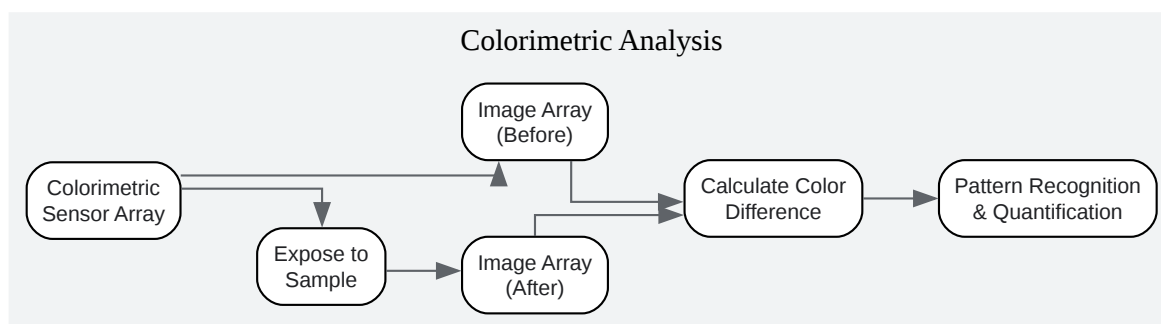 Colorimetric Analysis
Image Array
(Before)
Colorimetric
Sensor Array
Calculate Color
Difference
Pattern Recognition
& Quantification
Expose to
Sample
Image Array
(After)